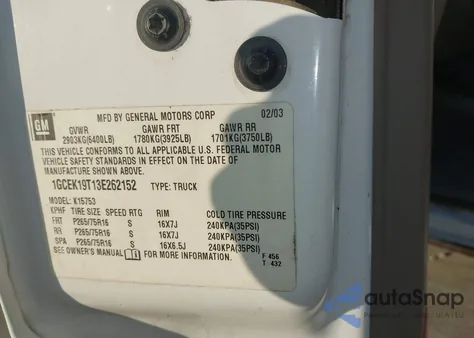 MFD BY GENERAL MOTORS CORP 02/03
GM
GVWR GAWR FRT GAWR RR
2903KG(6400LB) 1780KG(3925LB) 1701KG(3750LB)
THIS VEHICLE CONFORMS TO ALL APPLICABLE U.S. FEDERAL MOTOR
VEHICLE SAFETY STANDARDS IN EFFECT ON THE DATE OF
MANUFACTURE SHOWN ABOVE.
1GCEK19T13E262152 TYPE: TRUCK
MODEL: K15753
KPHF TIRE SIZE SPEED RTG RIM COLD TIRE PRESSURE
FRT P265/75R16 S 16X7J 240KPA(35PSI)
RR P265/75R16 S 16X7J 240KPA(35PSI)
SPA P265/75R16 S 16X6.5J 240KPA(35PSI)
SEE OWNER'S MANUAL FOR MORE INFORMATION. F 456
T 432
autoSnap